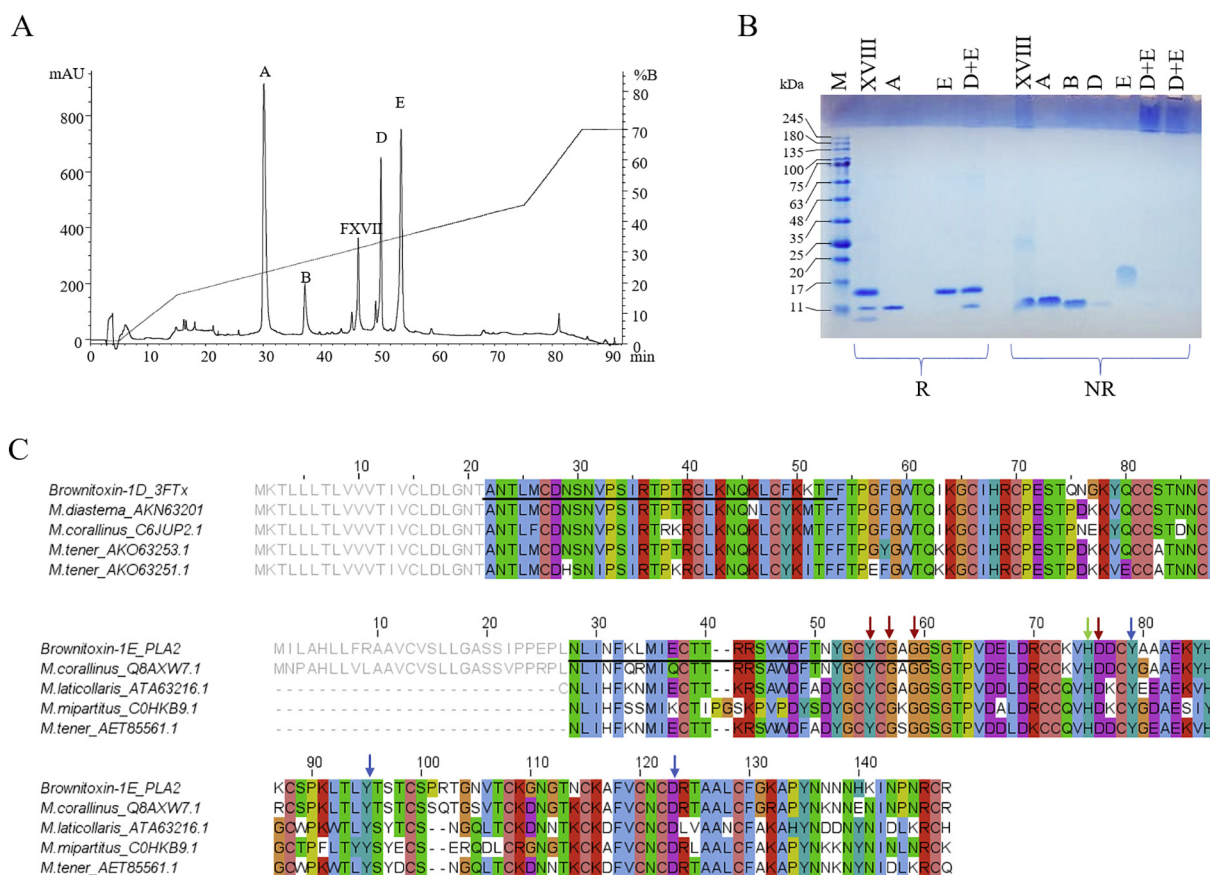 A
mAU
%B
A
E
D
FXVII
B
800
600
400
200
0
80
70
60
50
40
30
20
10
0.
0 10 20 30 40 50 60 70 80 90 min
B
kDa
M XVIII A E D+E XVIII A B D E D+E D+E
245
180
135
100
75
63
48
35
25
20
17
11
R NR
C
10 20 30 40 50 60 70 80
Brownitoxin-1D_3FTx MKTLLLTLVVVTIVCLDLGNTANTLMCDNSNVPSIRTPTRCLKNQKLCFKKTFFTPGFGWTQIKGCIHRCPESTQNGKYQCCSTNNC
M.diastema_AKN63201 MKTLLLTLVVVTIVCLDLGNTANTLMCDNSNVPSIRTPTRCLKNQNLCYKMTFFTPGFGWTQIKGCIHRCPESTPDKKVQCCSTNNC
M.corallinus_C6JUP2.1 MKTLLLTLVVVTIVCLDLGNTANTLFCDNSNVPSIRTRKRCLKNQKLCYKMTFFTPGFGWTQIKGCIHRCPESTPNEKYQCCSTDNC
M.tener_AKO63253.1 MKTLLLTLVVVTIVCLDLGNTANTLMCDNSNVPSIRTPTRCLKNQKLCYKITFFTPGYGWTQKKGCIHRCPESTPDKKVQCCATNNC
M.tener_AKO63251.1 MKTLLLTLVVVTIVCLDLGNTANTLMCDHSNIPSIRTPKRCLKNQKLCYKITFFTPEFGWTQKKGCIHRCPESTPDKKVECCATNNC
10 20 30 40 50 60 70 80
Brownitoxin-1E_PLA2 MILAHLLFRAAVCVSLLGASSIPPEPLNLINFKLMIECTT--RRSVWDFTNYGCYCGAGGSGTPVDELDRCCKVHDDCYAAAEKYH
M.corallinus_Q8AXW7.1 MNPAHLLVLAAVCVSLLGASSVPPRPLNLINFQRMIQCTT--RRSAWDFTNYGCYCGAGGSGTPVDELDRCCQVHDDCYGAAEKYH
M.laticollaris_ATA63216.1 --------------------------CNLIHFKNMIECTT--KRSVWDFADYGCYCGAGGSGTPVDDLDRCCQVHDKCYEEAEKVH
M.mipartitus_C0HKB9.1 ---------------------------NLIHFSSMIKCTIPGSKPVPDYSDYGCYCGKGGSGTPVDALDRCCQVHDKCYGDAESIY
M.tener_AET85561.1 ---------------------------NLIHFKNMIECTT--KRSWADFADYGCYCGSGGSGTPVDDLDKCCQVHDKCYGEAEKVH
90 100 110 120 130 140
Brownitoxin-1E_PLA2 KCSPKLTLYTSTCSPRTGNVTCKGNGTNCKAFVCNCDRTAALCFGKAPYNNNNHKINPNRCR
M.corallinus_Q8AXW7.1 RCSPKLTLYTSTCSSQTGSVTCKDNGTKCKAFVCNCDRTAALCFGRAPYNKNNENINPNRCR
M.laticollaris_ATA63216.1 GCWPKWTLYSYTCS--NGQLTCKDNNTKCKDFVCNCDLVAANCFAKAHYNDDNYNIDLKRCH
M.mipartitus_C0HKB9.1 GCTPFLTYYSYECS--ERQDLCRGNGTKCKAFVCNCDRLAALCFAKAPYNKKNYNINLNRCK
M.tener_AET85561.1 GCWPKWTLYSYDCS--NGQLTCKDNNTKCKDFVCNCDRTAALCFAKAPYNNKNYNIDLKRCQ